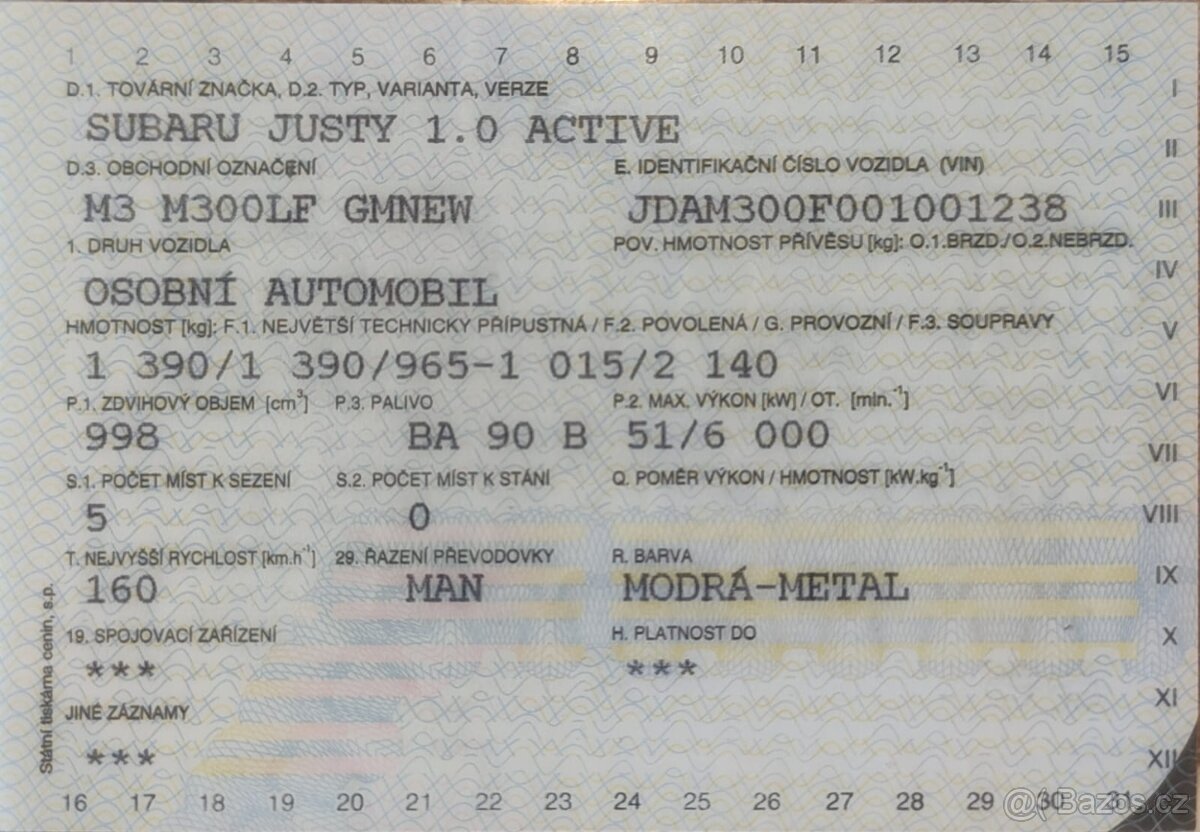 1 2 3 4 5 6 7 8 9 10 11 12 13 14 15
D.1. TOVÁRNÍ ZNAČKA, D.2. TYP, VARIANTA, VERZE I
SUBARU JUSTY 1.0 ACTIVE
II
D.3. OBCHODNÍ OZNAČENÍ E. IDENTIFIKAČNÍ ČÍSLO VOZIDLA (VIN)
M3 M300LF GMNEW JDAM300F001001238 III
1. DRUH VOZIDLA POV. HMOTNOST PŘÍVĚSU [kg]: O.1.BRZD./O.2.NEBRZD.
IV
OSOBNÍ AUTOMOBIL
HMOTNOST [kg]: F.1. NEJVĚTŠÍ TECHNICKY PŘÍPUSTNÁ / F.2. POVOLENÁ / G. PROVOZNÍ / F.3. SOUPRAVY V
1 390/1 390/965-1 015/2 140
VI
P.1. ZDVIHOVÝ OBJEM [cm³] P.3. PALIVO P.2. MAX. VÝKON [kW] / OT. [min.⁻¹]
998 BA 90 B 51/6 000
VII
S.1. POČET MÍST K SEZENÍ S.2. POČET MÍST K STÁNÍ Q. POMĚR VÝKON / HMOTNOST [kW.kg⁻¹]
5 0 VIII
T. NEJVYŠŠÍ RYCHLOST [km.h⁻¹] 29. ŘAZENÍ PŘEVODOVKY R. BARVA
160 MAN MODRÁ-METAL IX
19. SPOJOVACÍ ZAŘÍZENÍ H. PLATNOST DO X
*** ***
XI
JINÉ ZÁZNAMY
*** XII
16 17 18 19 20 21 22 23 24 25 26 27 28 29 30 31
Státní tiskárna cenin, s.p.
@( Bazos.cz